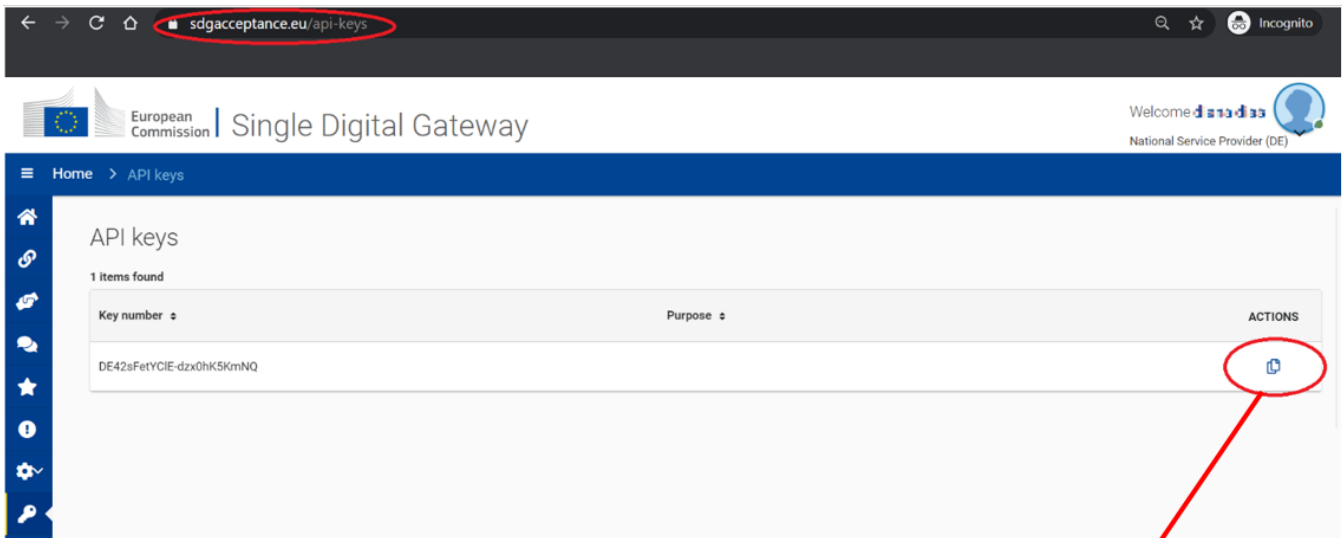 sdgacceptance.eu/api-keys
Incognito
European
Commission
Single Digital Gateway
Welcome
National Service Provider (DE)
Home > API keys
API keys
1 items found
Key number Purpose ACTIONS
DE42sFetYClE-dzx0hK5KmNQ